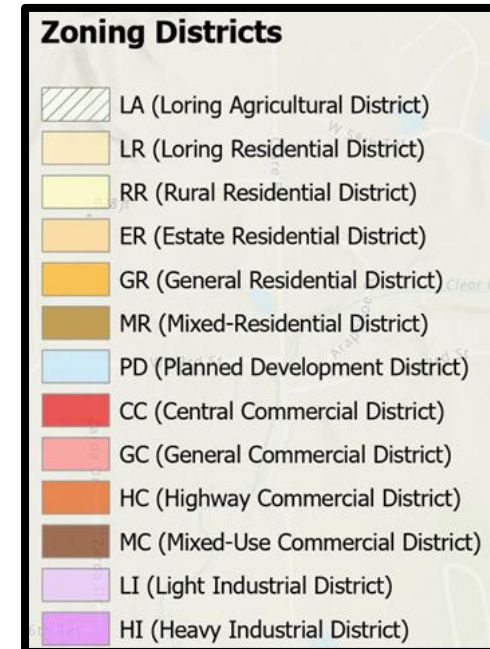 Zoning Districts
LA (Loring Agricultural District)
LR (Loring Residential District)
RR (Rural Residential District)
ER (Estate Residential District)
GR (General Residential District)
MR (Mixed-Residential District)
PD (Planned Development District)
CC (Central Commercial District)
GC (General Commercial District)
HC (Highway Commercial District)
MC (Mixed-Use Commercial District)
LI (Light Industrial District)
HI (Heavy Industrial District)